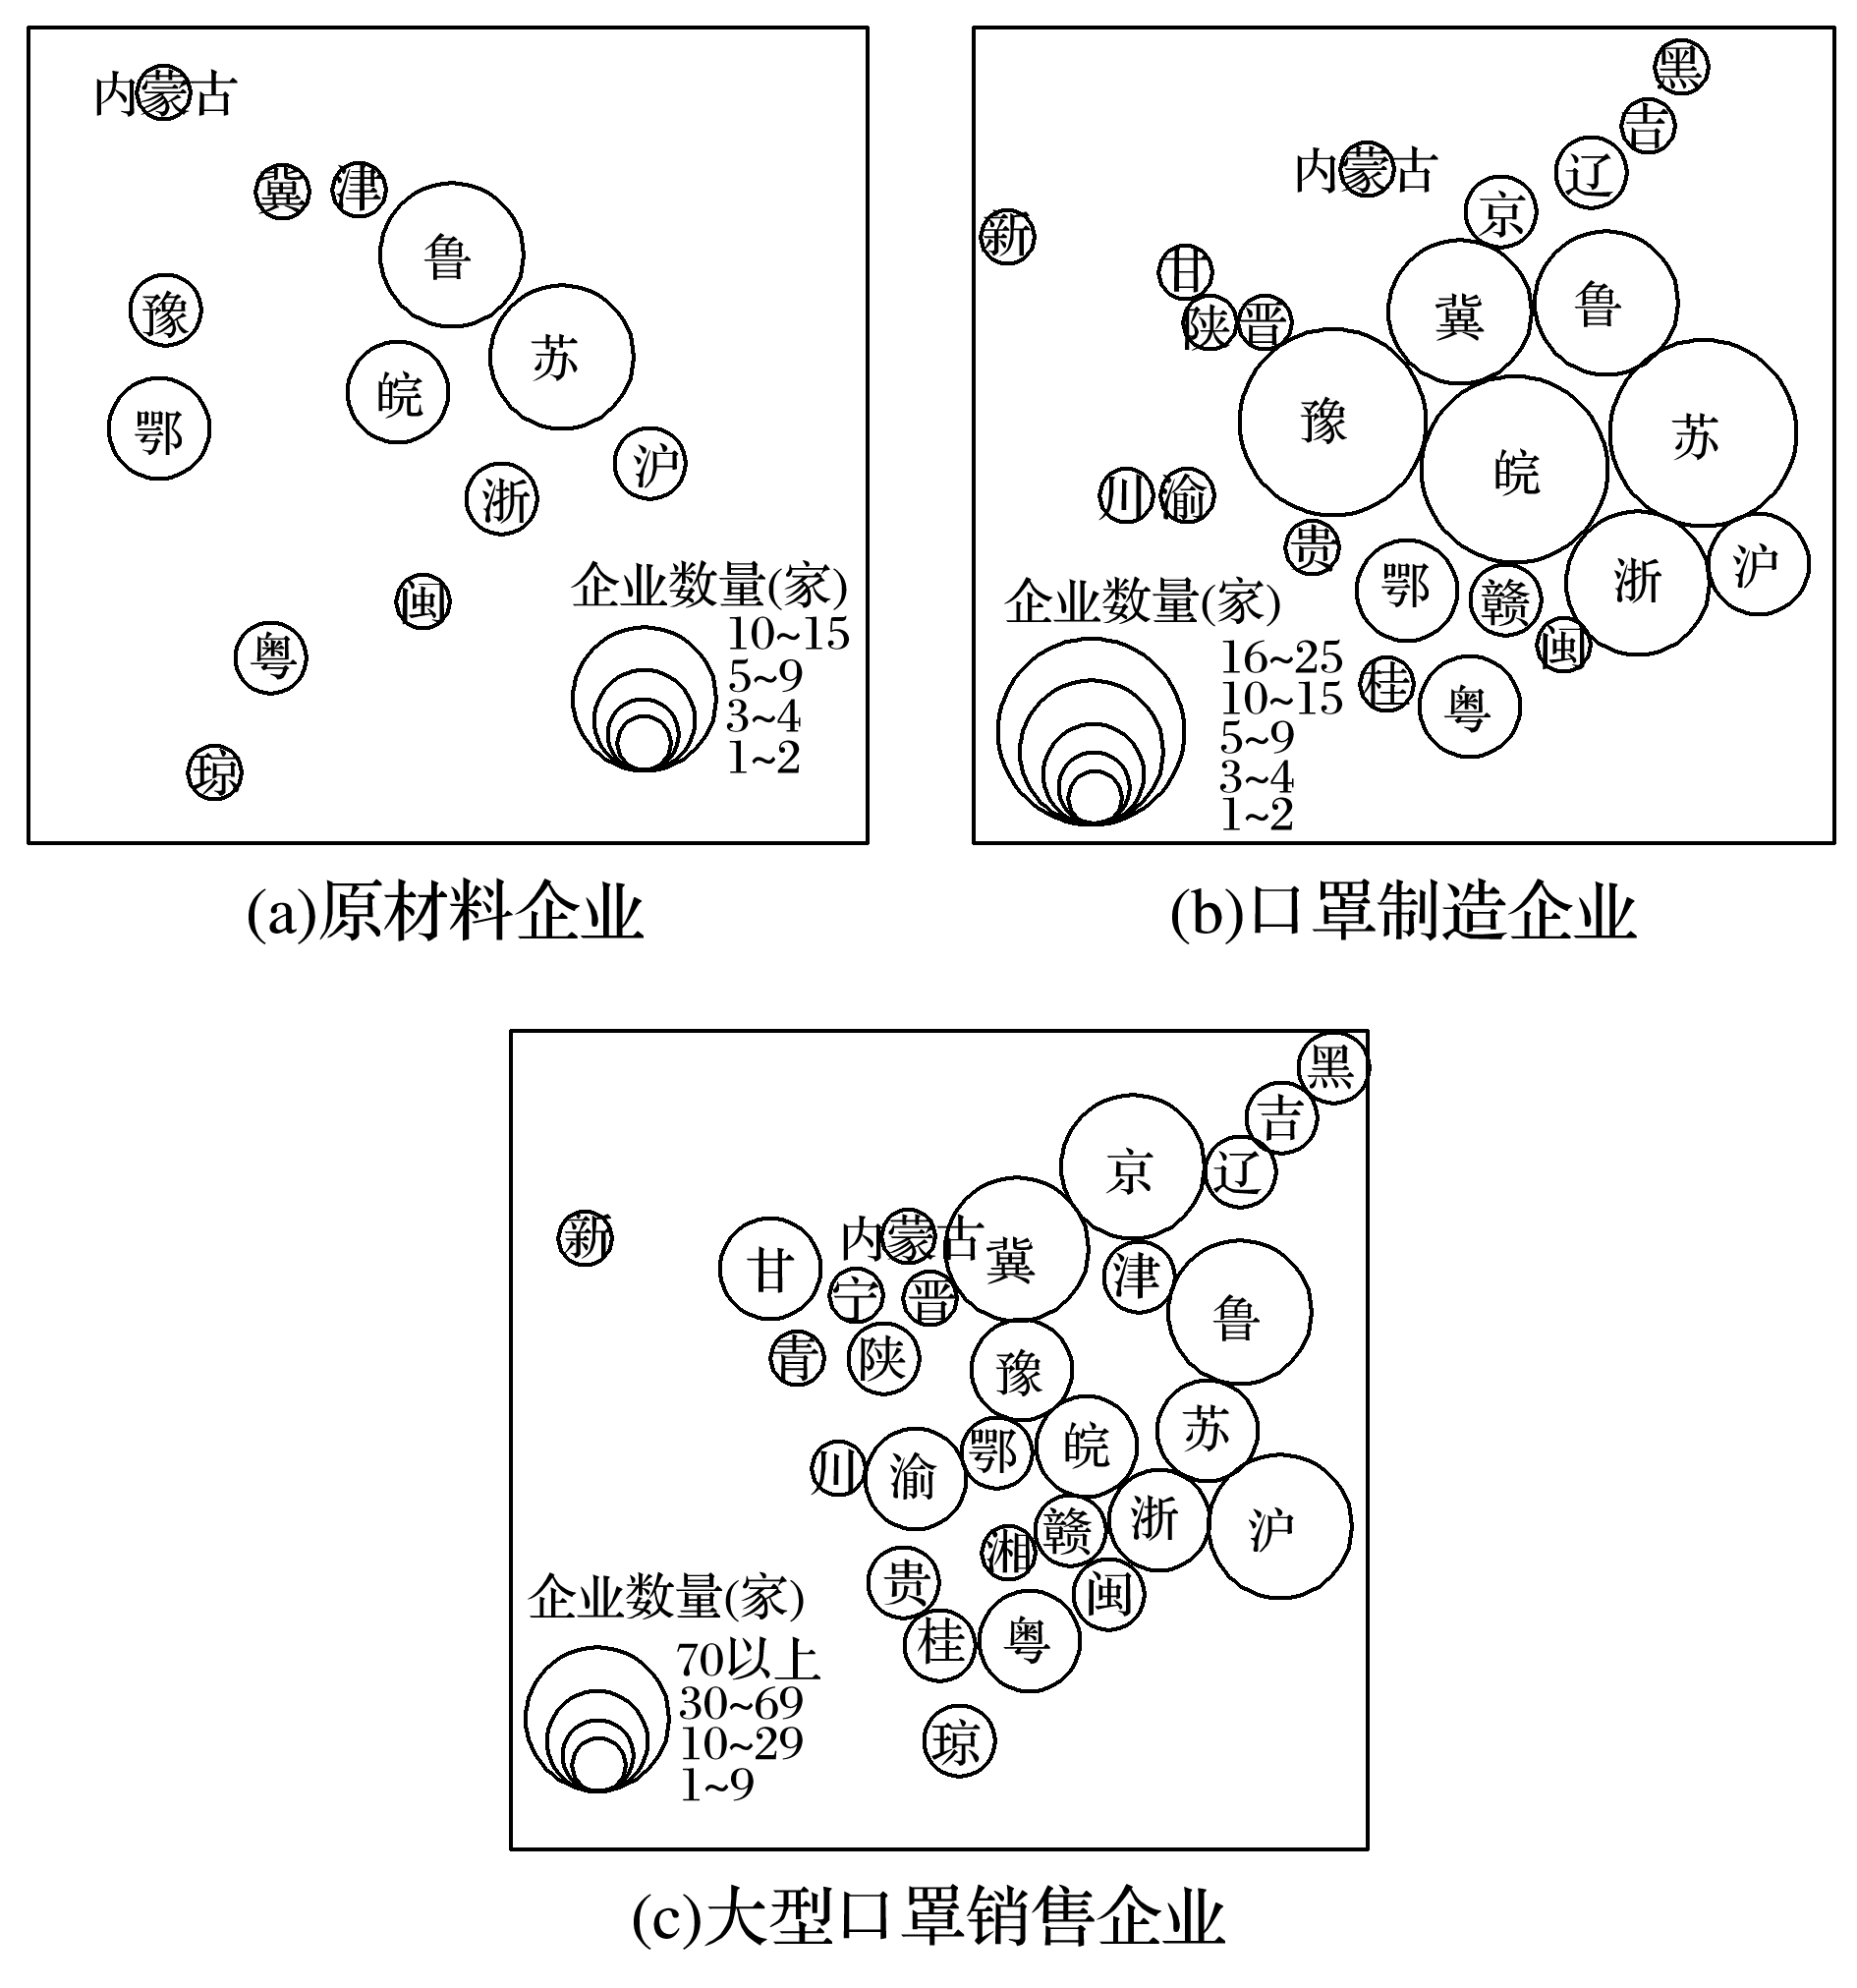 内蒙古
冀
津
鲁
豫
苏
皖
鄂
沪
浙
闽
粤
琼
企业数量(家)
10~15
5~9
3~4
1~2
(a)原材料企业
黑
吉
辽
内蒙古
京
新
甘
陕
晋
冀
鲁
豫
苏
皖
川
渝
贵
鄂
赣
浙
沪
闽
桂
粤
企业数量(家)
16~25
10~15
5~9
3~4
1~2
(b)口罩制造企业
黑
吉
辽
京
新
甘
内蒙古
冀
宁
晋
津
鲁
青
陕
豫
苏
川
渝
鄂
皖
湘
赣
浙
沪
贵
闽
桂
粤
琼
企业数量(家)
70以上
30~69
10~29
1~9
(c)大型口罩销售企业